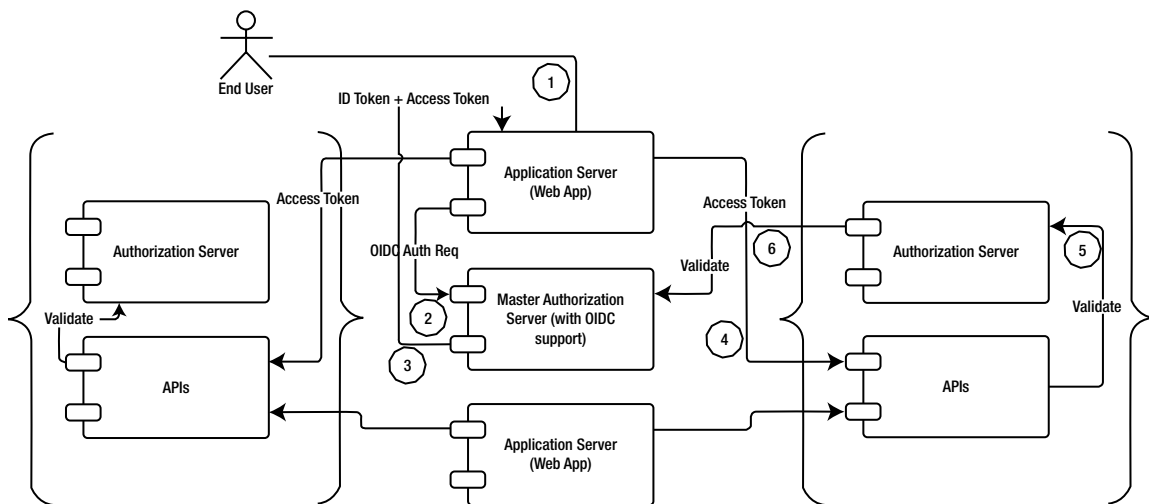 End User
1
ID Token + Access Token
Application Server
(Web App)
Access Token
Access Token
6
5
Authorization Server
Authorization Server
OIDC Auth Req
Validate
Master Authorization
Server (with OIDC
support)
2
Validate
Validate
3
4
APIs
APIs
Application Server
(Web App)